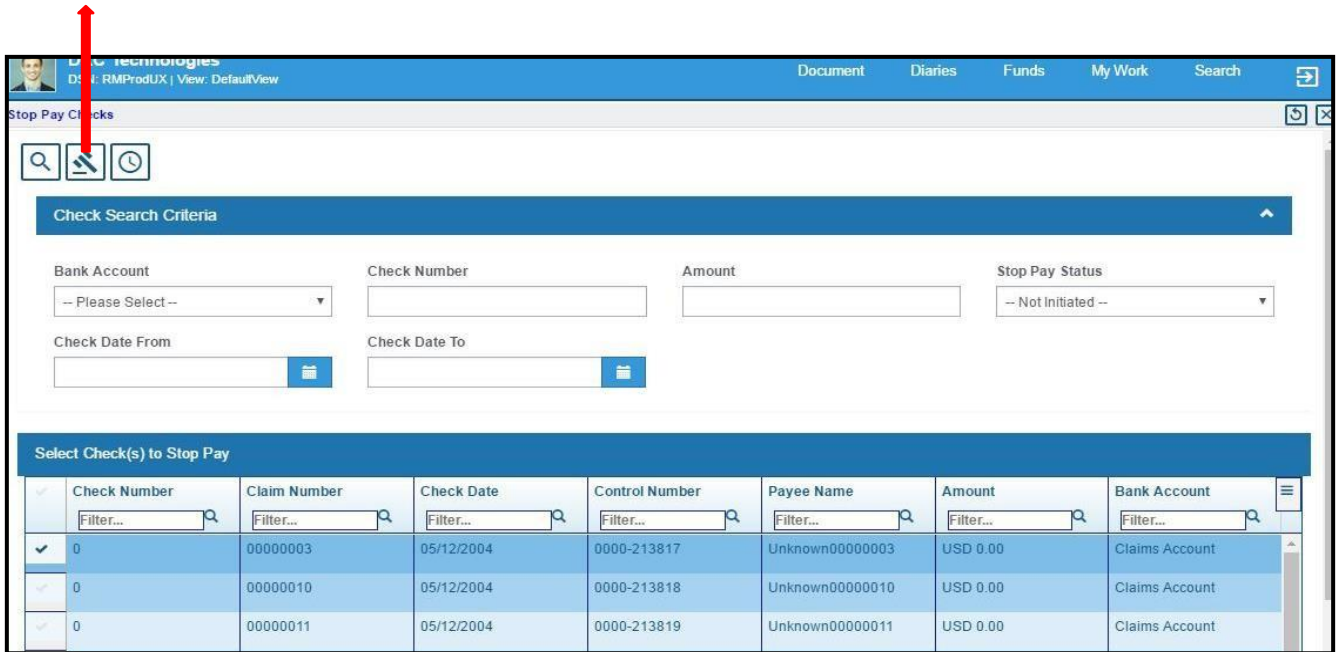 Technologies
RMProdUX | View: DefaultView
Document Diaries Funds My Work Search
Stop Pay Checks
Check Search Criteria
Bank Account Check Number Amount Stop Pay Status
-- Please Select -- -- Not Initiated --
Check Date From Check Date To
Select Check(s) to Stop Pay
Check Number Claim Number Check Date Control Number Payee Name Amount Bank Account
Filter... Filter... Filter... Filter... Filter... Filter... Filter...
0 00000003 05/12/2004 0000-213817 Unknown00000003 USD 0.00 Claims Account
0 00000010 05/12/2004 0000-213818 Unknown00000010 USD 0.00 Claims Account
0 00000011 05/12/2004 0000-213819 Unknown00000011 USD 0.00 Claims Account